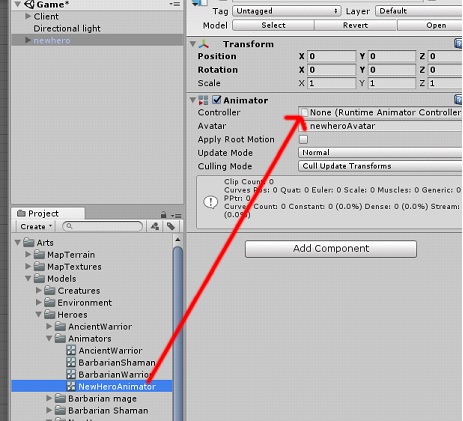 Game*
Client
Directional light
newhero
Tag Untagged Layer Default
Model Select Revert Open
Transform
Position X 0 Y 0 Z 0
Rotation X 0 Y 0 Z 0
Scale X 1 Y 1 Z 1
Animator
Controller None (Runtime Animator Controller
Avatar newheroAvatar
Apply Root Motion
Update Mode Normal
Culling Mode Cull Update Transforms
Clip Count: 0
Curves Pos: 0 Quat: 0 Euler: 0 Scale: 0 Muscles: 0 Generic: 0
PPtr: 0
Curves Count: 0 Constant: 0 (0.0%) Dense: 0 (0.0%) Stream:
(0.0%)
Add Component
Project
Create
Arts
MapTerrain
MapTextures
Models
Creatures
Environment
Heroes
AncientWarrior
Animators
AncientWarrior
BarbarianShaman
BarbarianWarrior
NewHeroAnimator
Barbarian mage
Barbarian Shaman